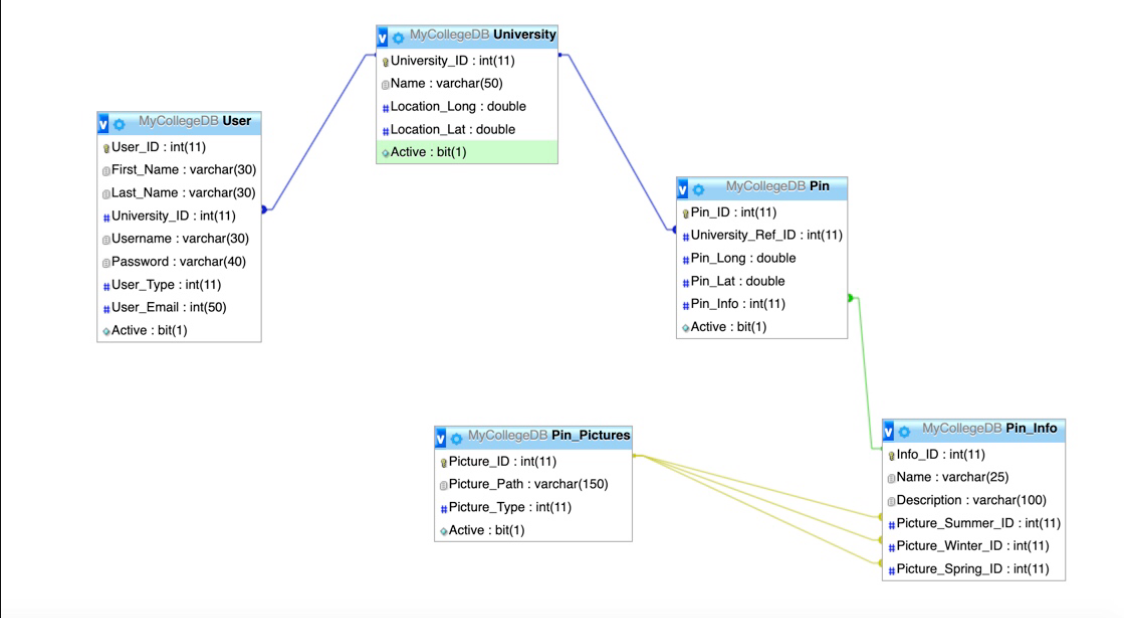 MyCollegeDB University
University_ID : int(11)
Name : varchar(50)
Location_Long : double
Location_Lat : double
Active : bit(1)
MyCollegeDB User
User_ID : int(11)
First_Name : varchar(30)
Last_Name : varchar(30)
University_ID : int(11)
Username : varchar(30)
Password : varchar(40)
User_Type : int(11)
User_Email : int(50)
Active : bit(1)
MyCollegeDB Pin
Pin_ID : int(11)
University_Ref_ID : int(11)
Pin_Long : double
Pin_Lat : double
Pin_Info : int(11)
Active : bit(1)
MyCollegeDB Pin_Pictures
Picture_ID : int(11)
Picture_Path : varchar(150)
Picture_Type : int(11)
Active : bit(1)
MyCollegeDB Pin_Info
Info_ID : int(11)
Name : varchar(25)
Description : varchar(100)
Picture_Summer_ID : int(11)
Picture_Winter_ID : int(11)
Picture_Spring_ID : int(11)